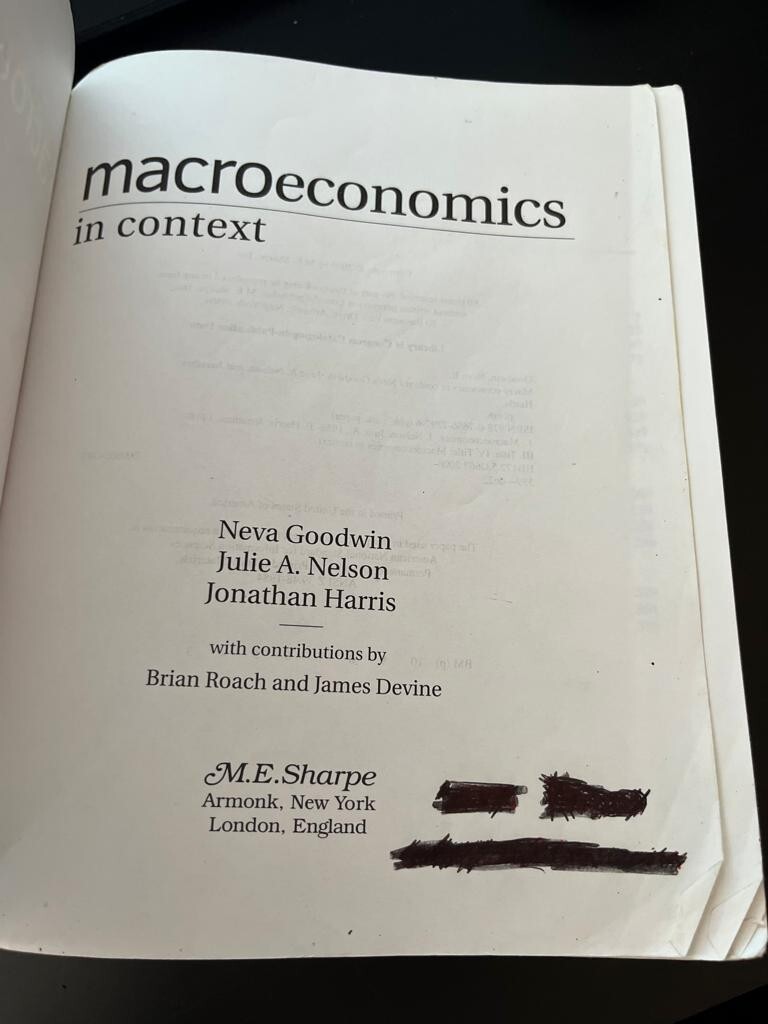 macroeconomics
in context
Neva Goodwin
Julie A. Nelson
Jonathan Harris
with contributions by
Brian Roach and James Devine
M.E.Sharpe
Armonk, New York
London, England